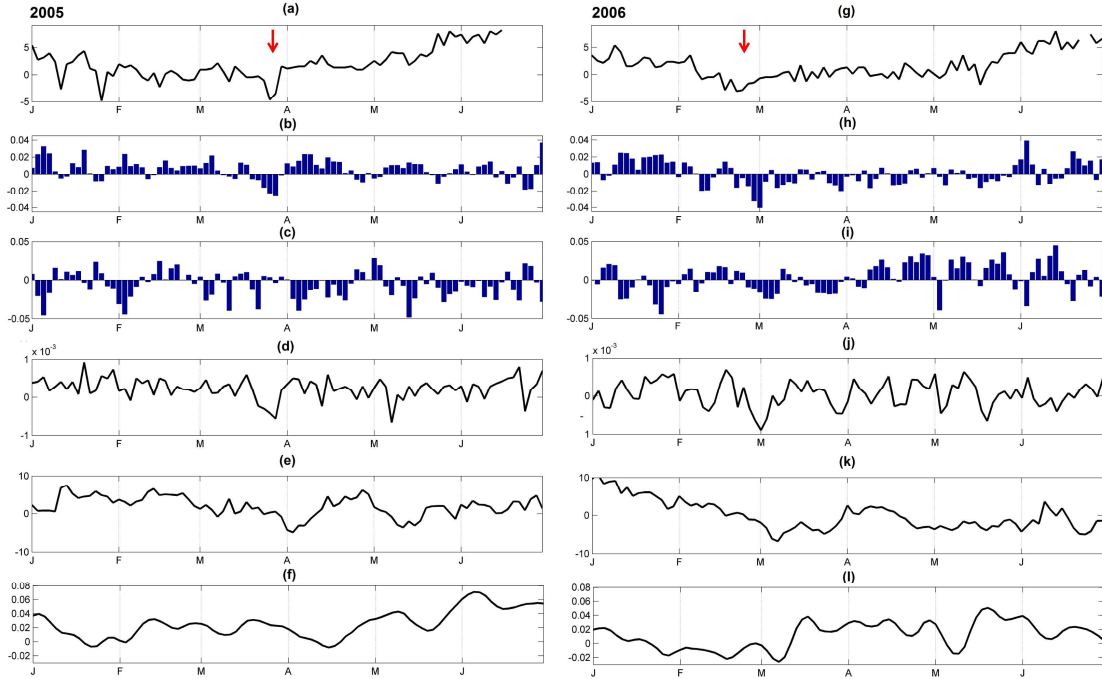 2005
(a)
5
0
-5
J F M A M J
(b)
0.04
0.02
0
-0.02
-0.04
J F M A M J
(c)
0.05
0
-0.05
J F M A M J
(d)
x 10⁻³
1
0
-1
J F M A M J
(e)
10
0
-10
J F M A M J
(f)
0.08
0.06
0.04
0.02
0
-0.02
J F M A M J
2006
(g)
5
0
-5
J F M A M J
(h)
0.04
0.02
0
-0.02
-0.04
J F M A M J
(i)
0.05
0
-0.05
J F M A M J
(j)
x 10⁻³
1
0
-
1
J F M A M J
(k)
10
0
-10
J F M A M J
(l)
0.08
0.06
0.04
0.02
0
-0.02
J F M A M J